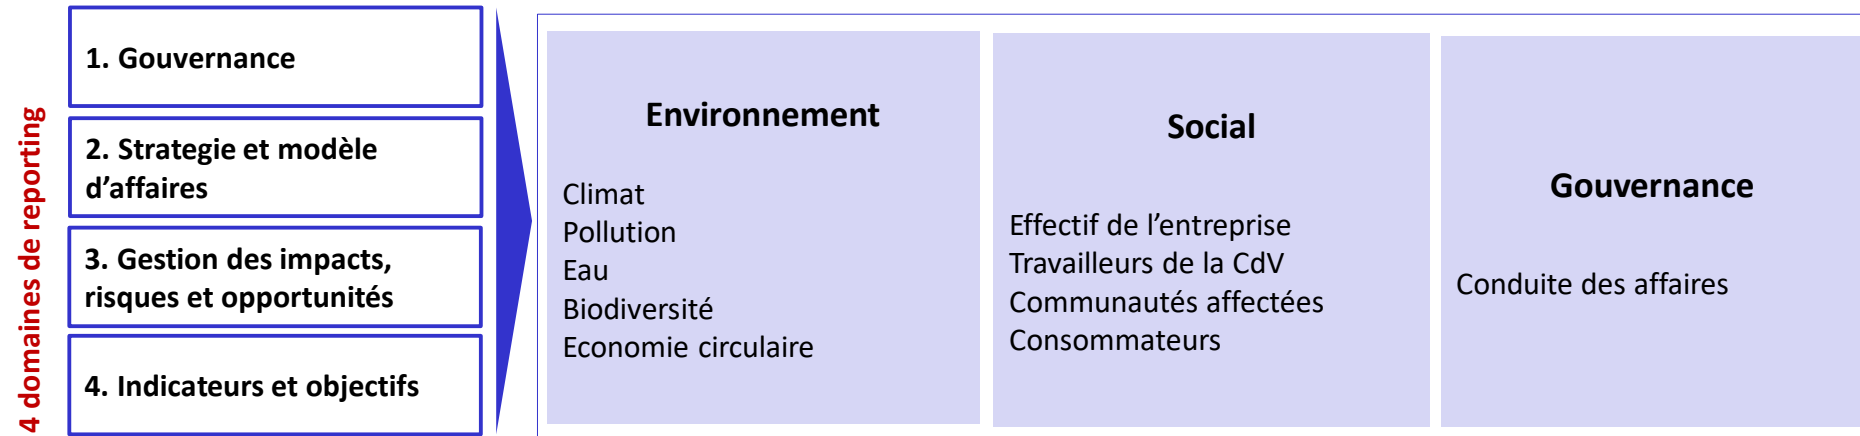 4 domaines de reporting
1. Gouvernance
2. Strategie et modèle
d’affaires
3. Gestion des impacts,
risques et opportunités
4. Indicateurs et objectifs
Environnement
Climat
Pollution
Eau
Biodiversité
Economie circulaire
Social
Effectif de l’entreprise
Travailleurs de la CdV
Communautés affectées
Consommateurs
Gouvernance
Conduite des affaires